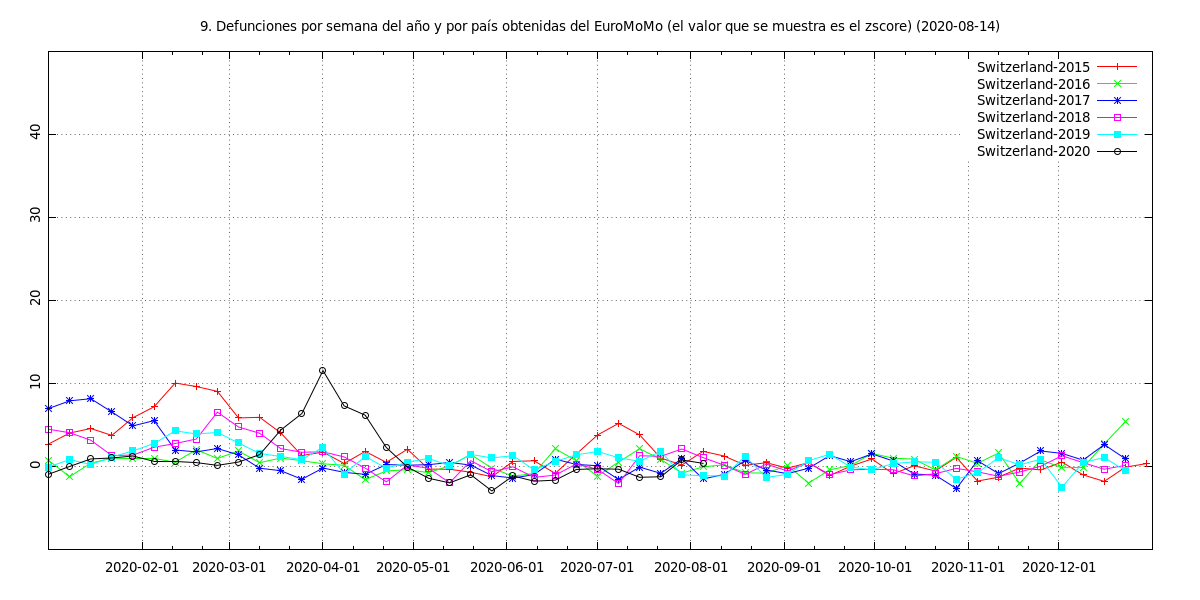 9. Defunciones por semana del año y por país obtenidas del EuroMoMo (el valor que se muestra es el zscore) (2020-08-14)
Switzerland-2015
Switzerland-2016
Switzerland-2017
Switzerland-2018
Switzerland-2019
Switzerland-2020
40
30
20
10
0
2020-02-01 2020-03-01 2020-04-01 2020-05-01 2020-06-01 2020-07-01 2020-08-01 2020-09-01 2020-10-01 2020-11-01 2020-12-01